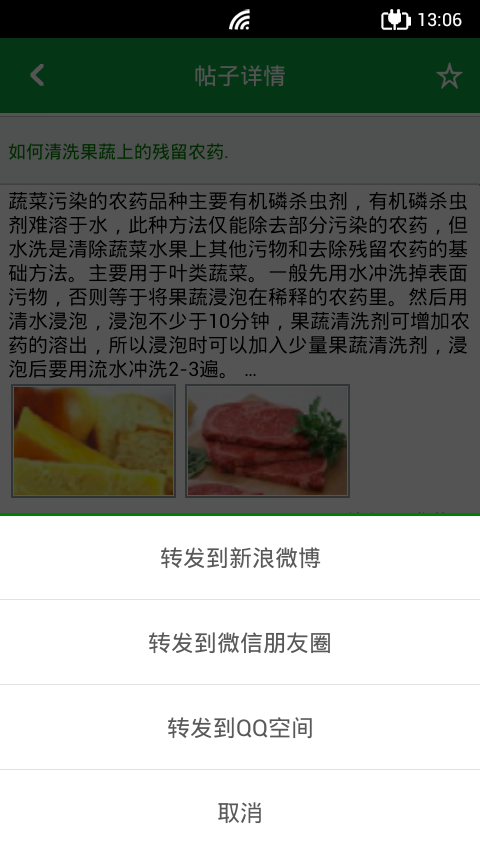 13:06
帖子详情
如何清洗果蔬上的残留农药.
蔬菜污染的农药品种主要有机磷杀虫剂，有机磷杀虫
剂难溶于水，此种方法仅能除去部分污染的农药，但
水洗是清除蔬菜水果上其他污物和去除残留农药的基
础方法。主要用于叶类蔬菜。一般先用水冲洗掉表面
污物，否则等于将果蔬浸泡在稀释的农药里。然后用
清水浸泡，浸泡不少于10分钟，果蔬清洗剂可增加农
药的溶出，所以浸泡时可以加入少量果蔬清洗剂，浸
泡后要用流水冲洗2-3遍。 ...
转发到新浪微博
转发到微信朋友圈
转发到QQ空间
取消